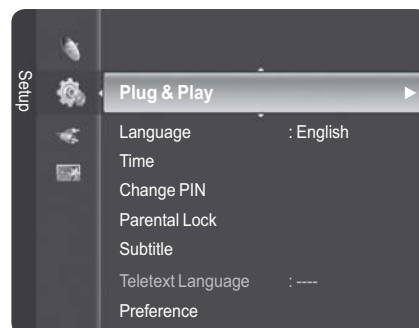 Setup
Plug & Play
Language : English
Time
Change PIN
Parental Lock
Subtitle
Teletext Language : ----
Preference